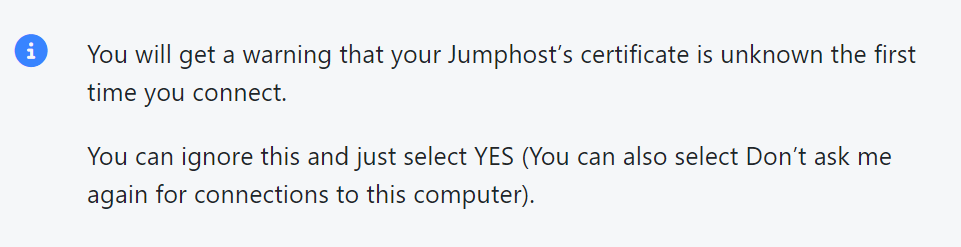 You will get a warning that your Jumphost’s certificate is unknown the first
time you connect.
You can ignore this and just select YES (You can also select Don’t ask me
again for connections to this computer).